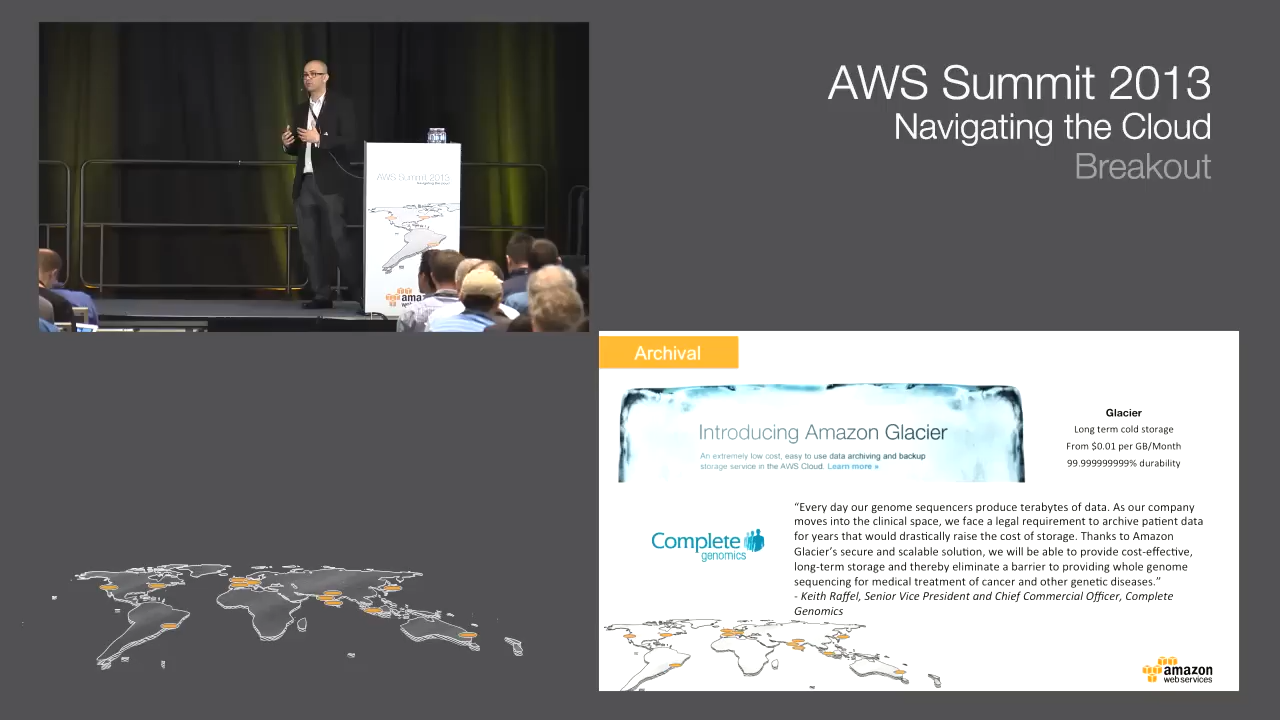 AWS Summit 2013
Navigating the Cloud
Breakout
AWS Summit 2013
Navigating the Cloud
amaz
web
Archival
Introducing Amazon Glacier
An extremely low cost, easy to use data archiving and backup
storage service in the AWS Cloud. Learn more »
Glacier
Long term cold storage
From $0.01 per GB/Month
99.999999999% durability
Complete
genomics
“Every day our genome sequencers produce terabytes of data. As our company
moves into the clinical space, we face a legal requirement to archive patient data
for years that would drastically raise the cost of storage. Thanks to Amazon
Glacier’s secure and scalable solution, we will be able to provide cost-effective,
long-term storage and thereby eliminate a barrier to providing whole genome
sequencing for medical treatment of cancer and other genetic diseases.”
- Keith Raffel, Senior Vice President and Chief Commercial Officer, Complete
Genomics
amazon
web services